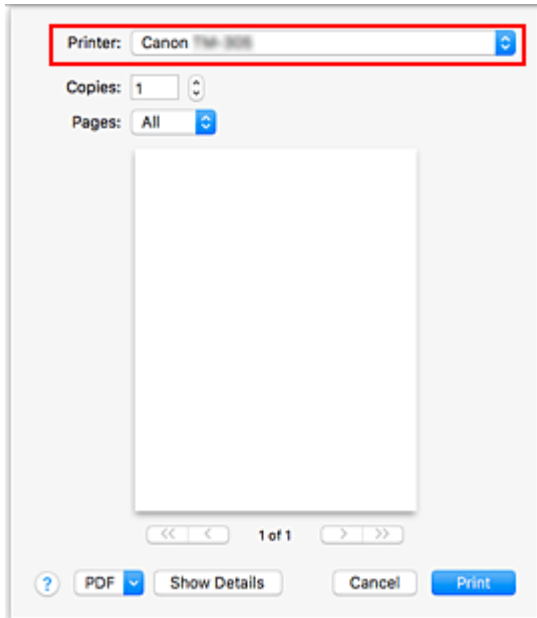 Printer: Canon
Copies: 1
Pages: All
<< < 1 of 1 > >>
? PDF Show Details Cancel Print